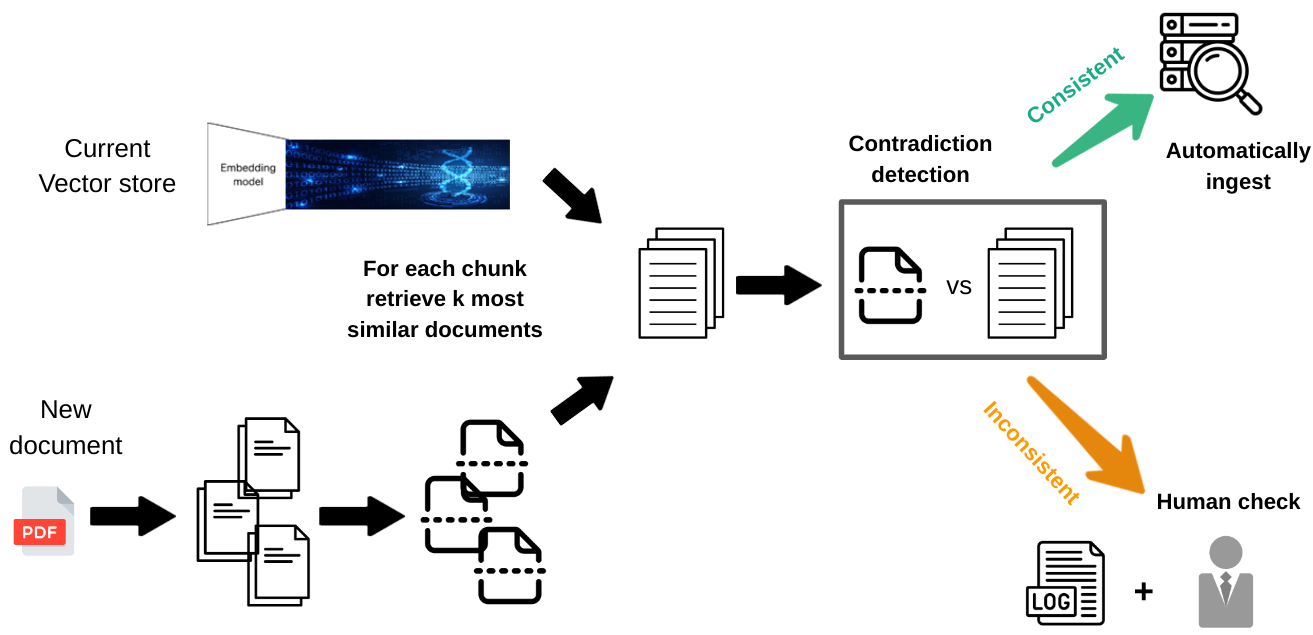 Current
Vector store
Embedding
model
For each chunk
retrieve k most
similar documents
New
document
PDF
Contradiction
detection
vs
Consistent
Automatically
ingest
Inconsistent
Human check
LOG
+